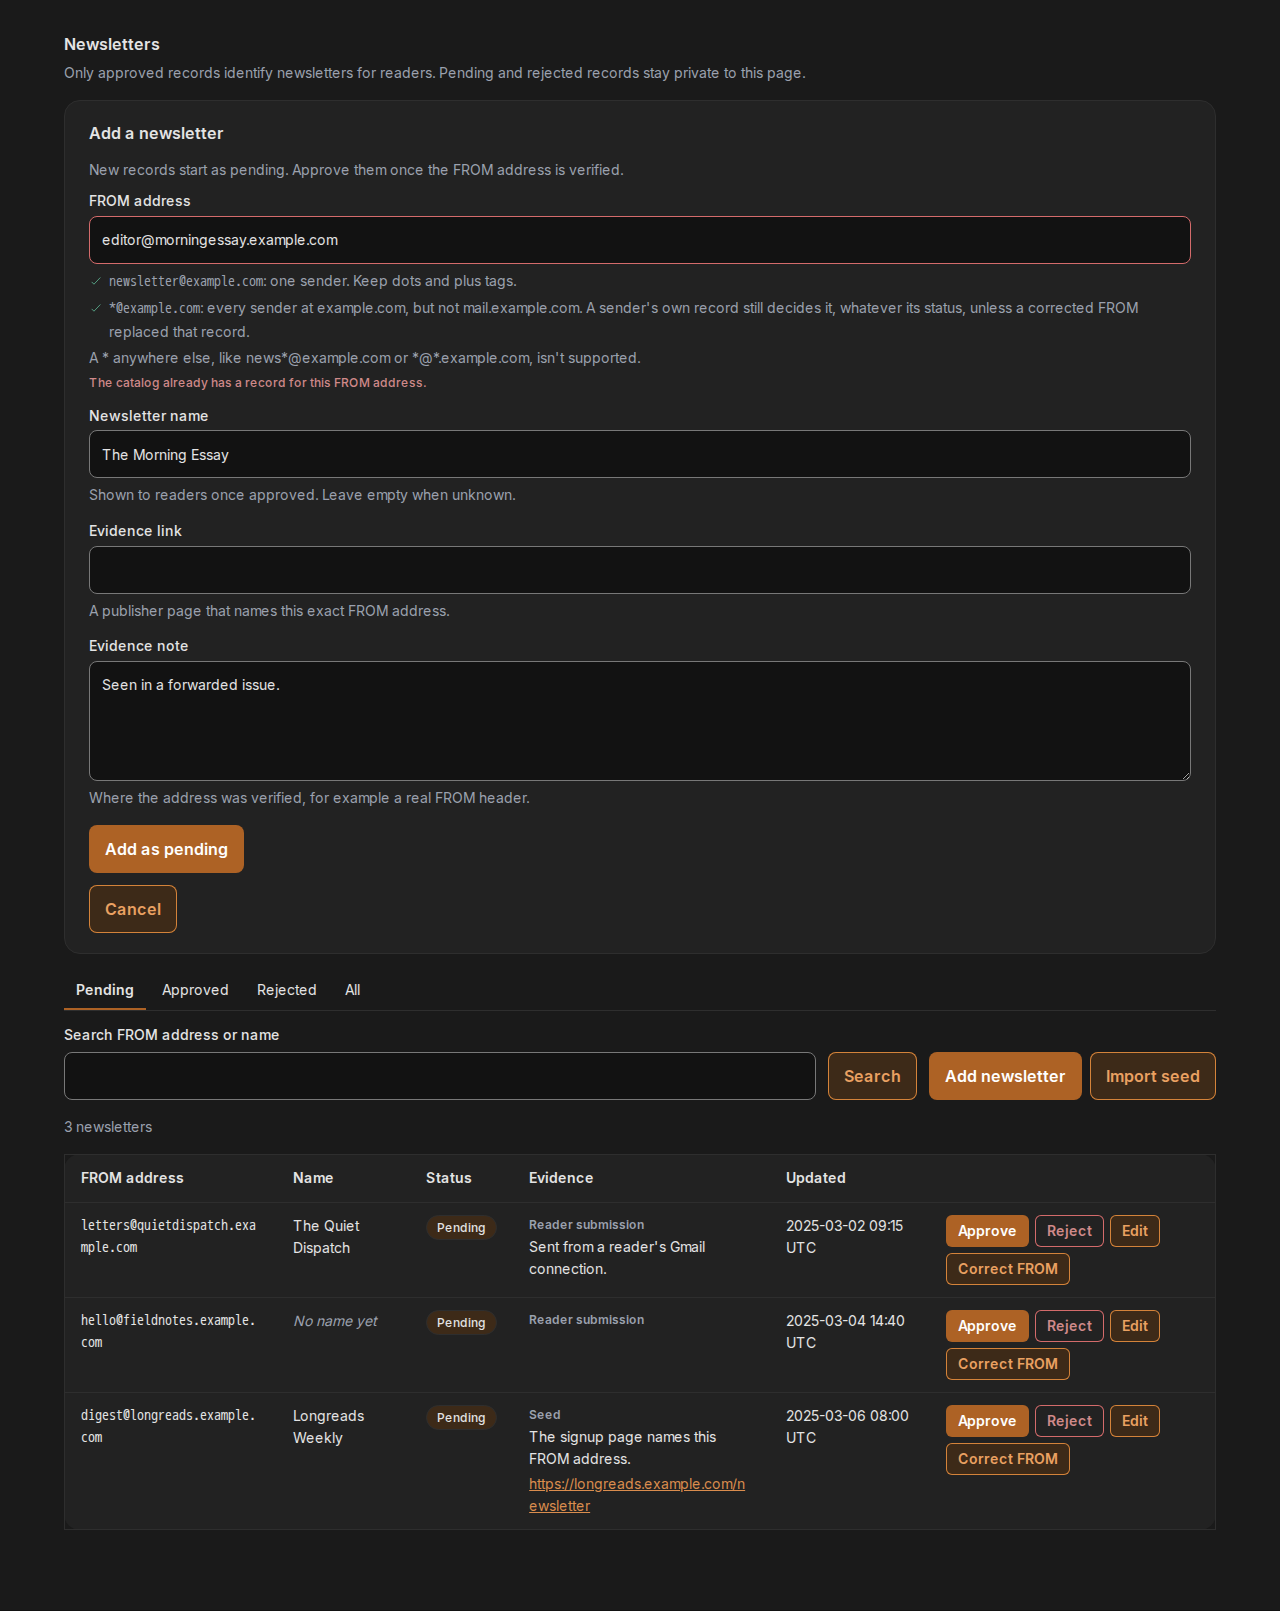 Newsletters
Only approved records identify newsletters for readers. Pending and rejected records stay private to this page.
Add a newsletter
New records start as pending. Approve them once the FROM address is verified.
FROM address
editor@morningessay.example.com
newsletter@example.com: one sender. Keep dots and plus tags.
*@example.com: every sender at example.com, but not mail.example.com. A sender's own record still decides it, whatever its status, unless a corrected FROM
replaced that record.
A * anywhere else, like news*@example.com or *@*.example.com, isn't supported.
The catalog already has a record for this FROM address.
Newsletter name
The Morning Essay
Shown to readers once approved. Leave empty when unknown.
Evidence link
A publisher page that names this exact FROM address.
Evidence note
Seen in a forwarded issue.
Where the address was verified, for example a real FROM header.
Add as pending
Cancel
Pending Approved Rejected All
Search FROM address or name
Search Add newsletter Import seed
3 newsletters
FROM address Name Status Evidence Updated
letters@quietdispatch.exa The Quiet Pending Reader submission 2025-03-02 09:15 Approve Reject Edit
mple.com Dispatch Sent from a reader's Gmail UTC
connection. Correct FROM
hello@fieldnotes.example. No name yet Pending Reader submission 2025-03-04 14:40 Approve Reject Edit
com UTC
Correct FROM
digest@longreads.example. Longreads Pending Seed 2025-03-06 08:00 Approve Reject Edit
com Weekly The signup page names this UTC
FROM address. Correct FROM
https://longreads.example.com/n
ewsletter